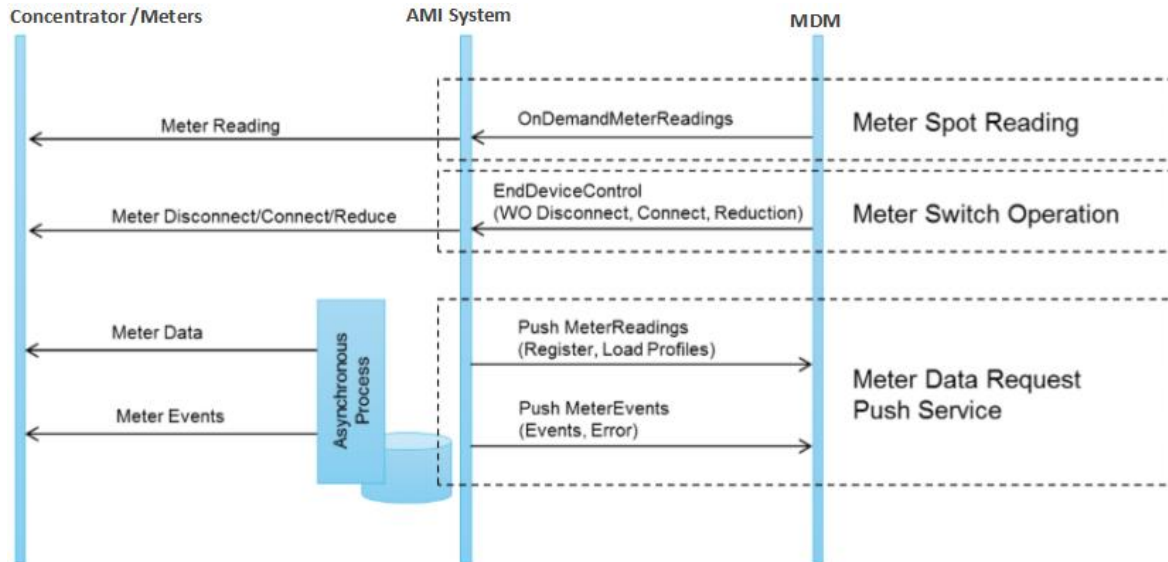 Concentrator/Meters
AMI System
MDM
Meter Reading
OnDemandMeterReadings
Meter Spot Reading
Meter Disconnect/Connect/Reduce
EndDeviceControl
(WO Disconnect, Connect, Reduction)
Meter Switch Operation
Meter Data
Meter Events
Asynchronous
Process
Push MeterReadings
(Register, Load Profiles)
Push MeterEvents
(Events, Error)
Meter Data Request
Push Service